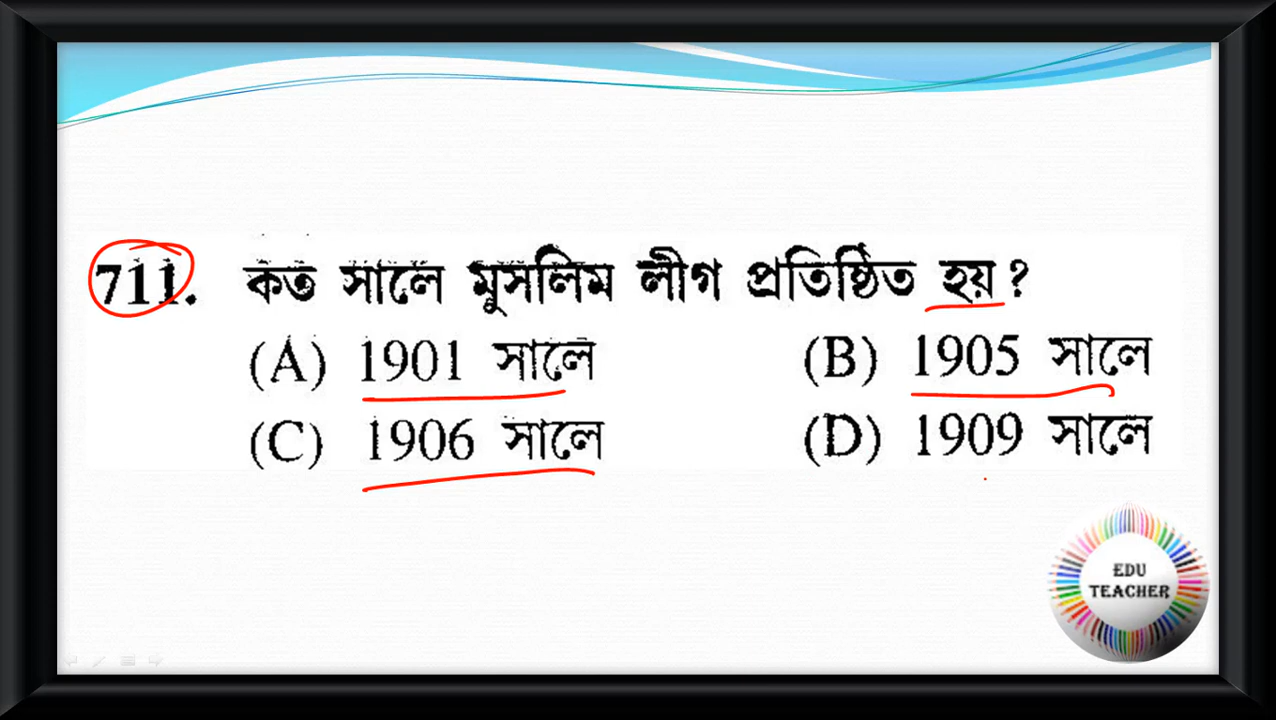 711. কত সালে মুসলিম লীগ প্রতিষ্ঠিত হয় ?
(A) 1901 সালে (B) 1905 সালে
(C) 1906 সালে (D) 1909 সালে
EDU
TEACHER